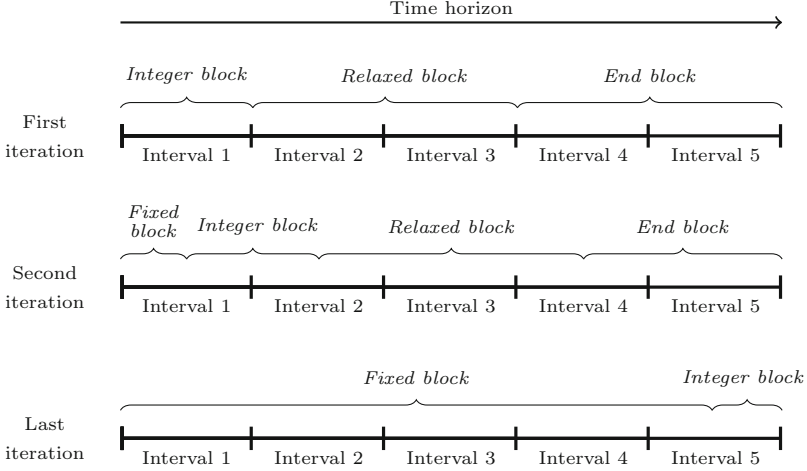 Time horizon
Integer block Relaxed block End block
First
iteration
Interval 1 Interval 2 Interval 3 Interval 4 Interval 5
Fixed
block
Integer block Relaxed block End block
Second
iteration
Interval 1 Interval 2 Interval 3 Interval 4 Interval 5
Fixed block Integer block
Last
iteration
Interval 1 Interval 2 Interval 3 Interval 4 Interval 5